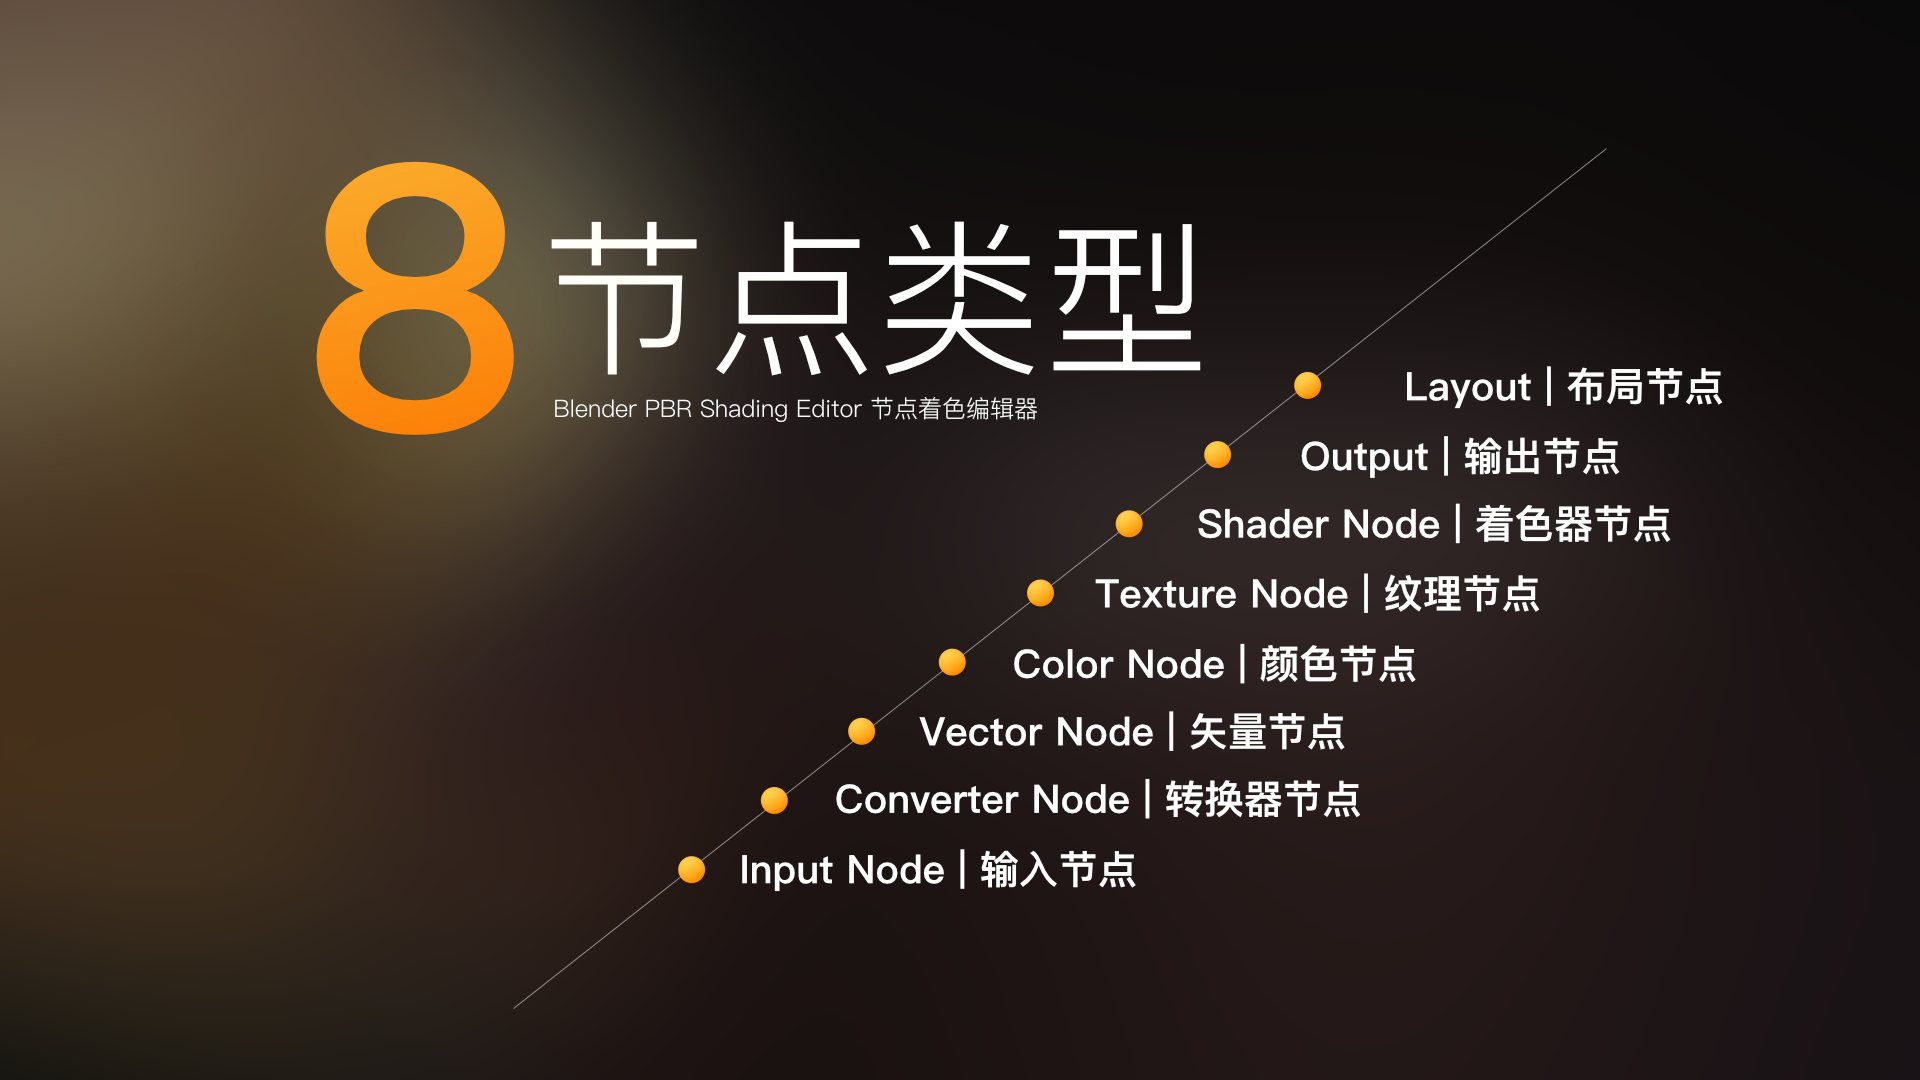 8 节点类型
Blender PBR Shading Editor 节点着色编辑器
Layout | 布局节点
Output | 输出节点
Shader Node | 着色器节点
Texture Node | 纹理节点
Color Node | 颜色节点
Vector Node | 矢量节点
Converter Node | 转换器节点
Input Node | 输入节点